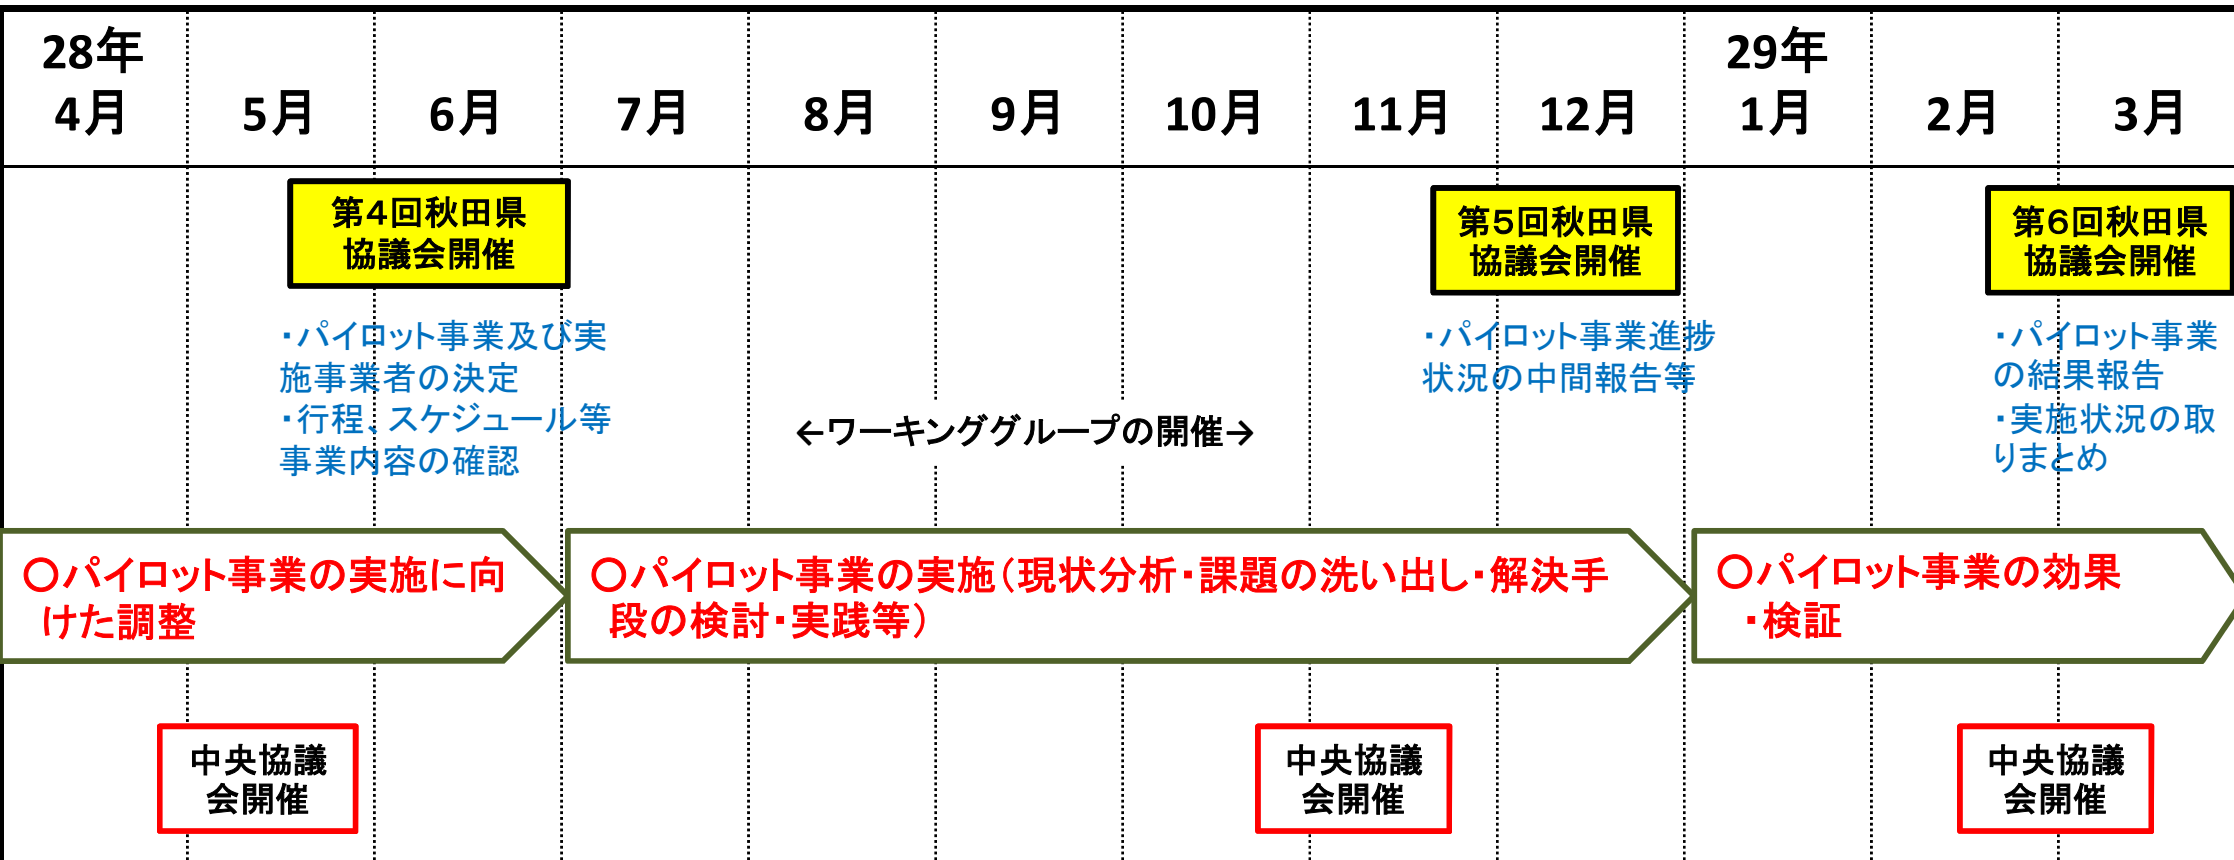 28年
4月
5月
6月
7月
8月
9月
10月
11月
12月
29年
1月
2月
3月
第4回秋田県
協議会開催
第5回秋田県
協議会開催
第6回秋田県
協議会開催
・パイロット事業及び実
施事業者の決定
・行程、スケジュール等
事業内容の確認
・パイロット事業進捗
状況の中間報告等
・パイロット事業
の結果報告
・実施状況の取
りまとめ
←ワーキンググループの開催→
〇パイロット事業の実施に向
けた調整
〇パイロット事業の実施(現状分析・課題の洗い出し・解決手
段の検討・実践等)
〇パイロット事業の効果
・検証
中央協議
会開催
中央協議
会開催
中央協議
会開催